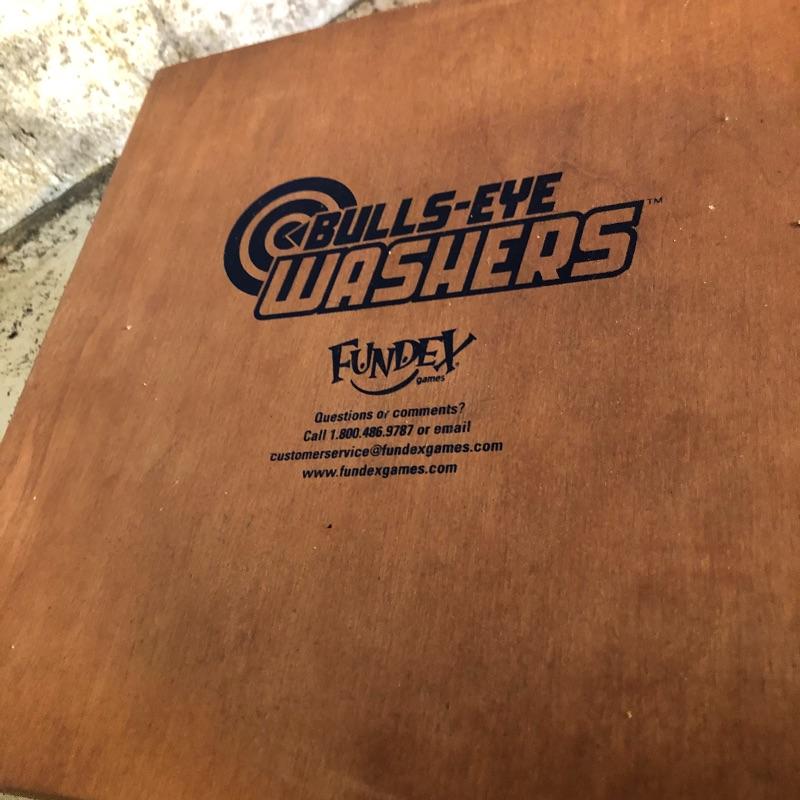 BULLS-EYE
WASHERS™
FUNDEX
games
Questions or comments?
Call 1.800.486.9787 or email
customerservice@fundexgames.com
www.fundexgames.com